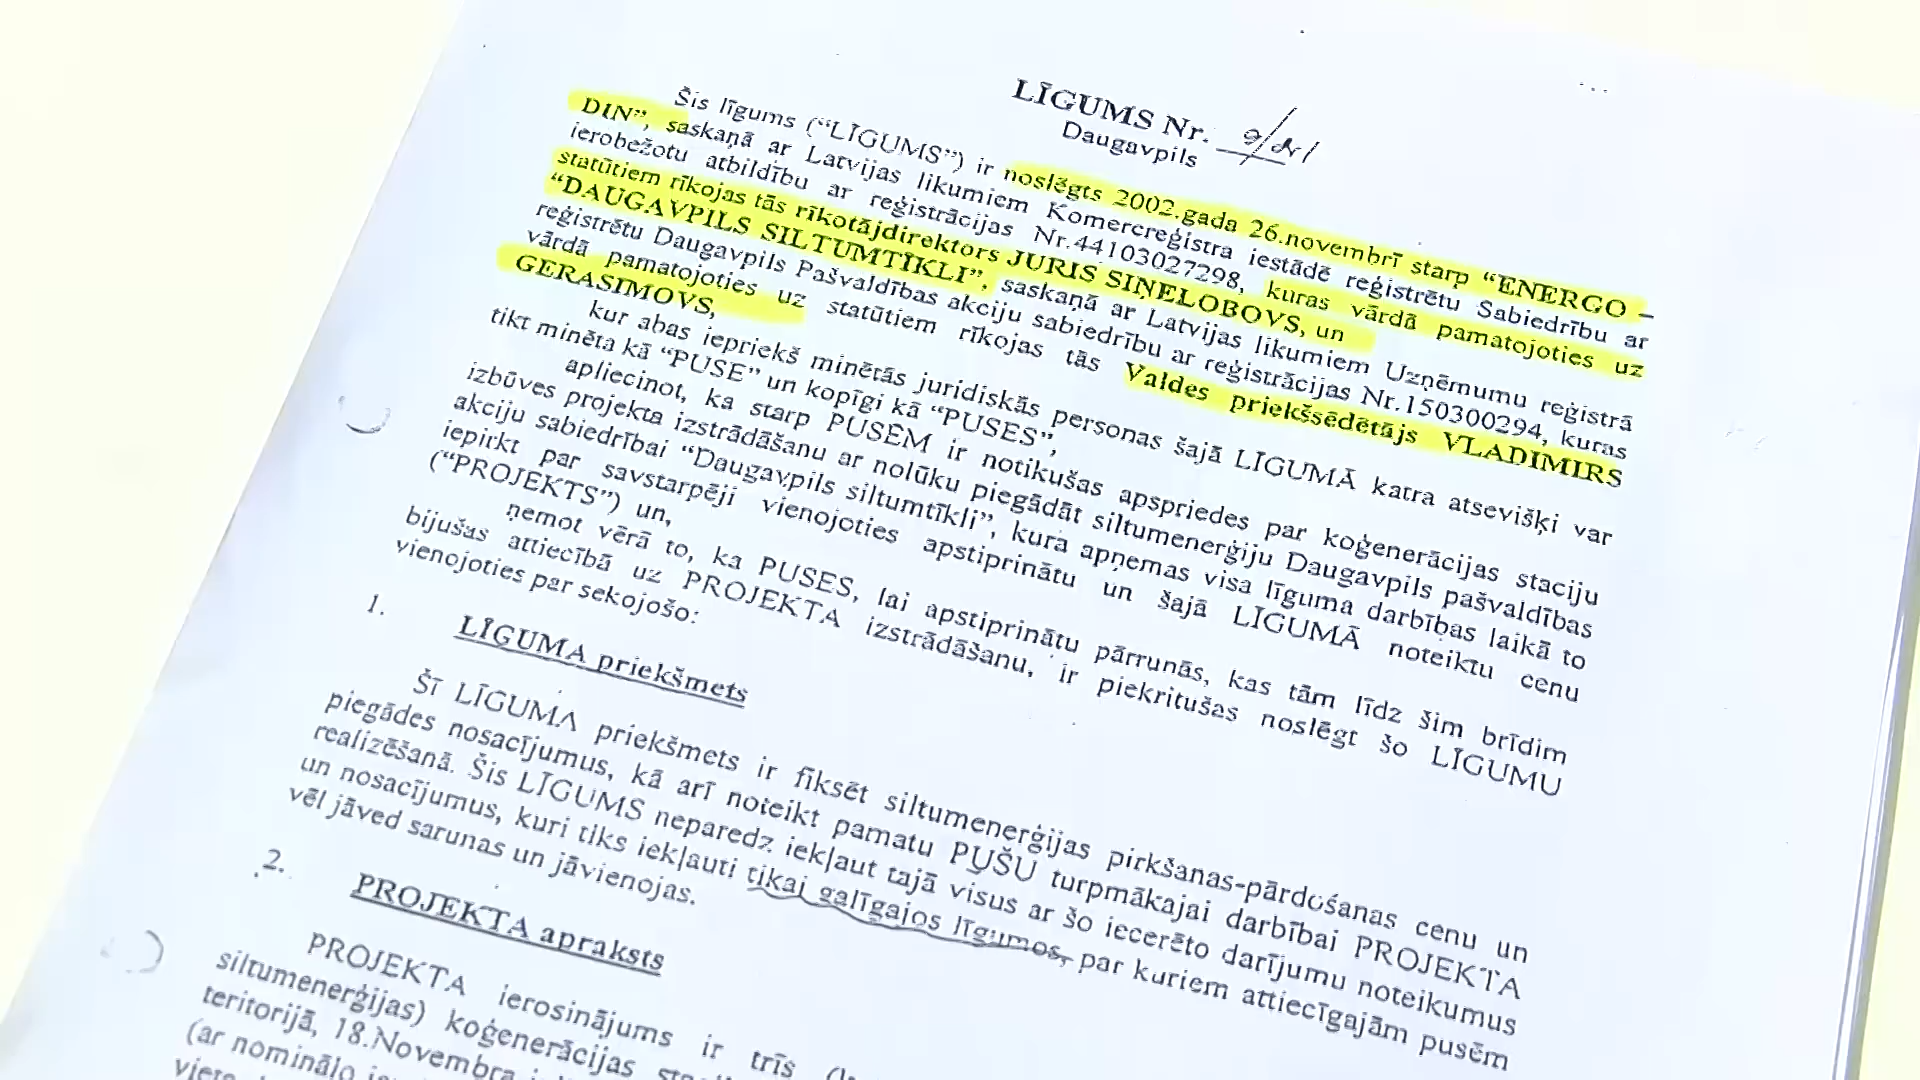 LĪGUMS Nr. 9/
Daugavpils
Šis līgums (“LĪGUMS”) ir noslēgts 2002.gada 26.novembrī starp “ENERGO –
DIN”, saskaņā ar Latvijas likumiem Komercreģistra iestādē reģistrētu Sabiedrību ar
ierobežotu atbildību ar reģistrācijas Nr.44103027298, kuras vārdā pamatojoties uz
statūtiem rīkojas tās rīkotājdirektors JURIS SIŅELOBOVS, un
“DAUGAVPILS SILTUMTĪKLI”, saskaņā ar Latvijas likumiem Uzņēmumu reģistrā
reģistrētu Daugavpils Pašvaldības akciju sabiedrību ar reģistrācijas Nr.150300294, kuras
vārdā pamatojoties uz statūtiem rīkojas tās Valdes priekšsēdētājs VLADIMIRS
GERASIMOVS,
kur abas iepriekš minētās juridiskās personas šajā LĪGUMĀ katra atsevišķi var
tikt minēta kā “PUSE” un kopīgi kā “PUSES”,
apliecinot, ka starp PUSĒM ir notikušas apspriedes par koģenerācijas staciju
izbūves projekta izstrādāšanu ar nolūku piegādāt siltumenerģiju Daugavpils pašvaldības
akciju sabiedrībai “Daugavpils siltumtīkli”, kura apņemas visa līguma darbības laikā to
iepirkt par savstarpēji vienojoties apstiprinātu un šajā LĪGUMĀ noteiktu cenu
(“PROJEKTS”) un,
ņemot vērā to, ka PUSES, lai apstiprinātu pārrunās, kas tām līdz šim brīdim
bijušas attiecībā uz PROJEKTA izstrādāšanu, ir piekritušas noslēgt šo LĪGUMU
vienojoties par sekojošo:
1. LĪGUMA priekšmets
Šī LĪGUMA priekšmets ir fiksēt siltumenerģijas pirkšanas-pārdošanas cenu un
piegādes nosacījumus, kā arī noteikt pamatu PUŠU turpmākajai darbībai PROJEKTA
realizēšanā. Šis LĪGUMS neparedz iekļaut tajā visus ar šo iecerēto darījumu noteikumus
un nosacījumus, kuri tiks iekļauti tikai galīgajos līgumos, par kuriem attiecīgajām pusēm
vēl jāved sarunas un jāvienojas.
2. PROJEKTA apraksts
PROJEKTA ierosinājums ir trīs
siltumenerģijas) koģenerācijas
teritorijā, 18.Novembra
(ar nominālo